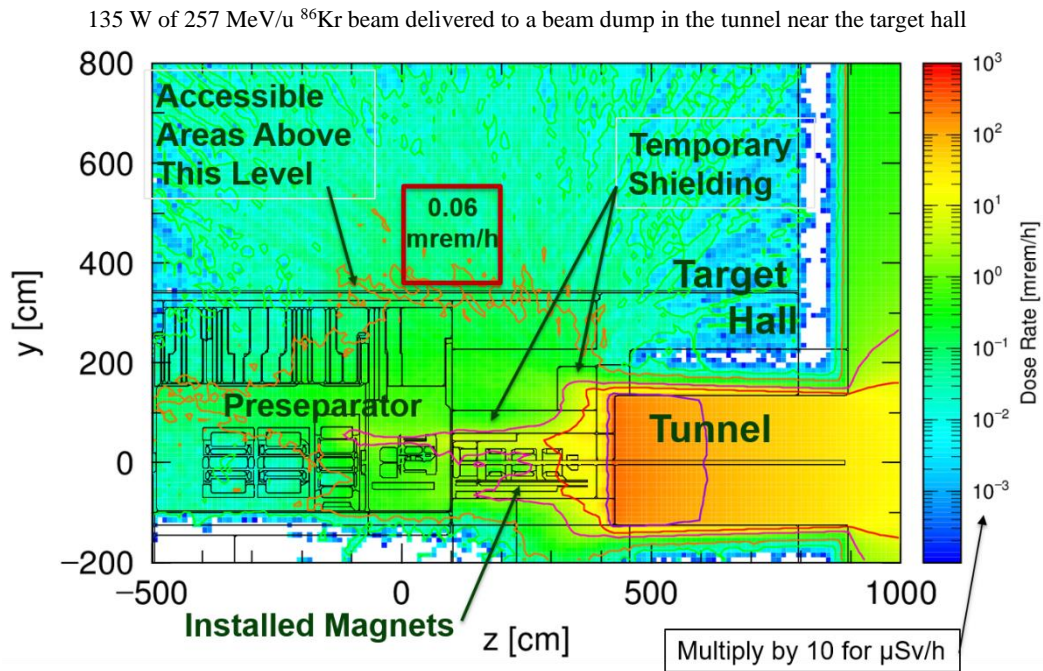 135 W of 257 MeV/u ⁸⁶Kr beam delivered to a beam dump in the tunnel near the target hall
800
600
400
200
0
−200
y [cm]
Accessible
Areas Above
This Level
0.06
mrem/h
Temporary
Shielding
Target
Hall
Preseparator
Tunnel
Installed Magnets
−500
0
500
1000
z [cm]
10³
10²
10¹
10⁰
10⁻¹
10⁻²
10⁻³
Dose Rate [mrem/h]
Multiply by 10 for µSv/h